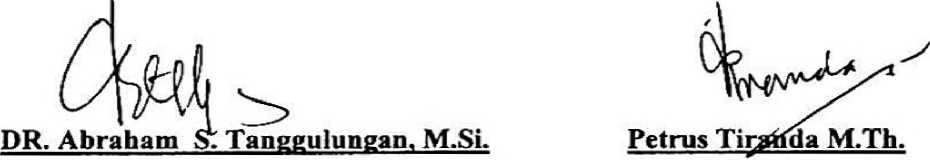 DR. Abraham S. Tanggulungan, M.Si.
Petrus Tiranda M.Th.